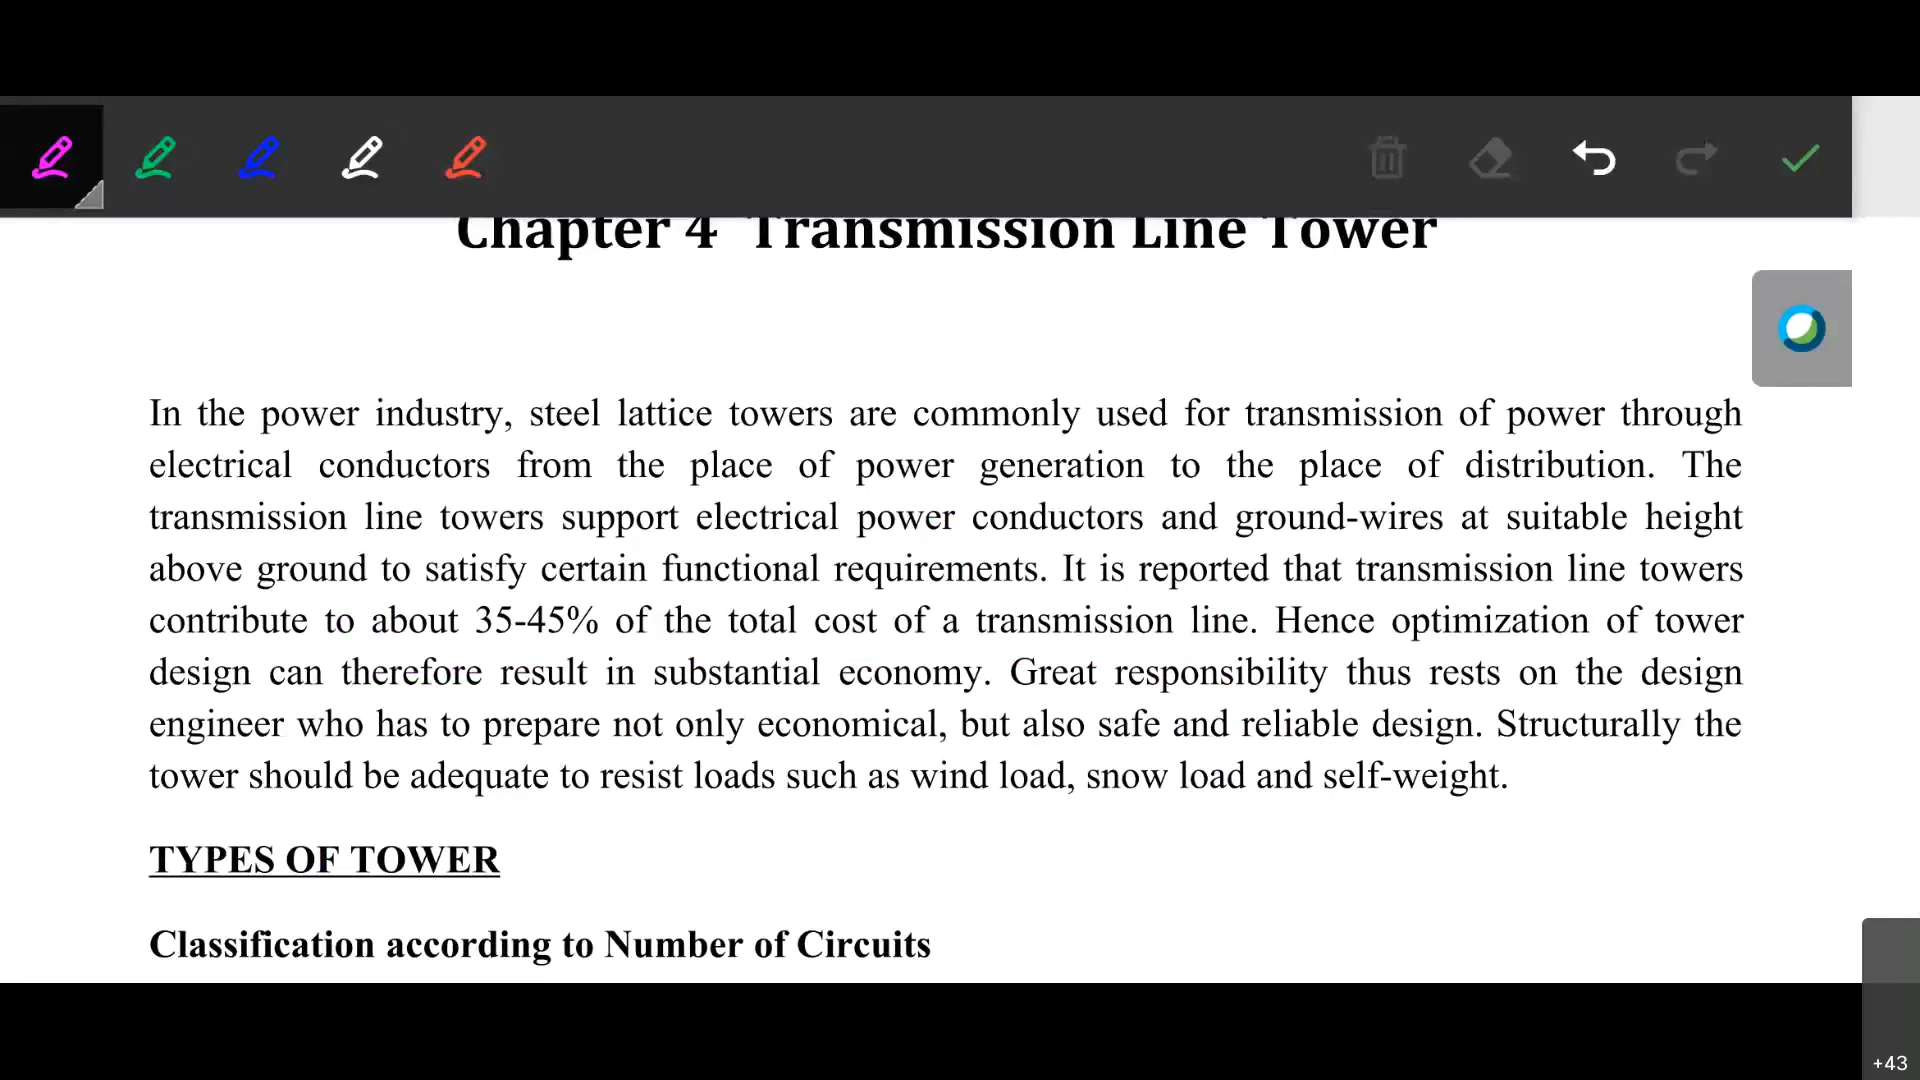 Chapter 4 Transmission Line Tower
In the power industry, steel lattice towers are commonly used for transmission of power through
electrical conductors from the place of power generation to the place of distribution. The
transmission line towers support electrical power conductors and ground-wires at suitable height
above ground to satisfy certain functional requirements. It is reported that transmission line towers
contribute to about 35-45% of the total cost of a transmission line. Hence optimization of tower
design can therefore result in substantial economy. Great responsibility thus rests on the design
engineer who has to prepare not only economical, but also safe and reliable design. Structurally the
tower should be adequate to resist loads such as wind load, snow load and self-weight.
TYPES OF TOWER
Classification according to Number of Circuits
+43